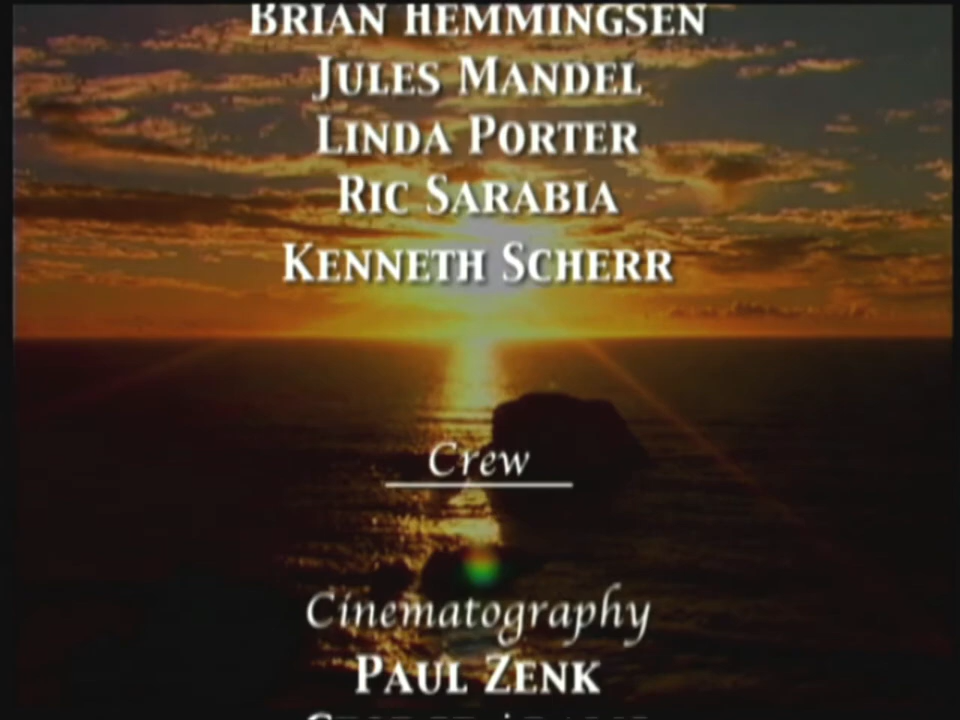 BRIAN HEMMINGSEN
JULES MANDEL
LINDA PORTER
RIC SARABIA
KENNETH SCHERR
Crew
Cinematography
PAUL ZENK